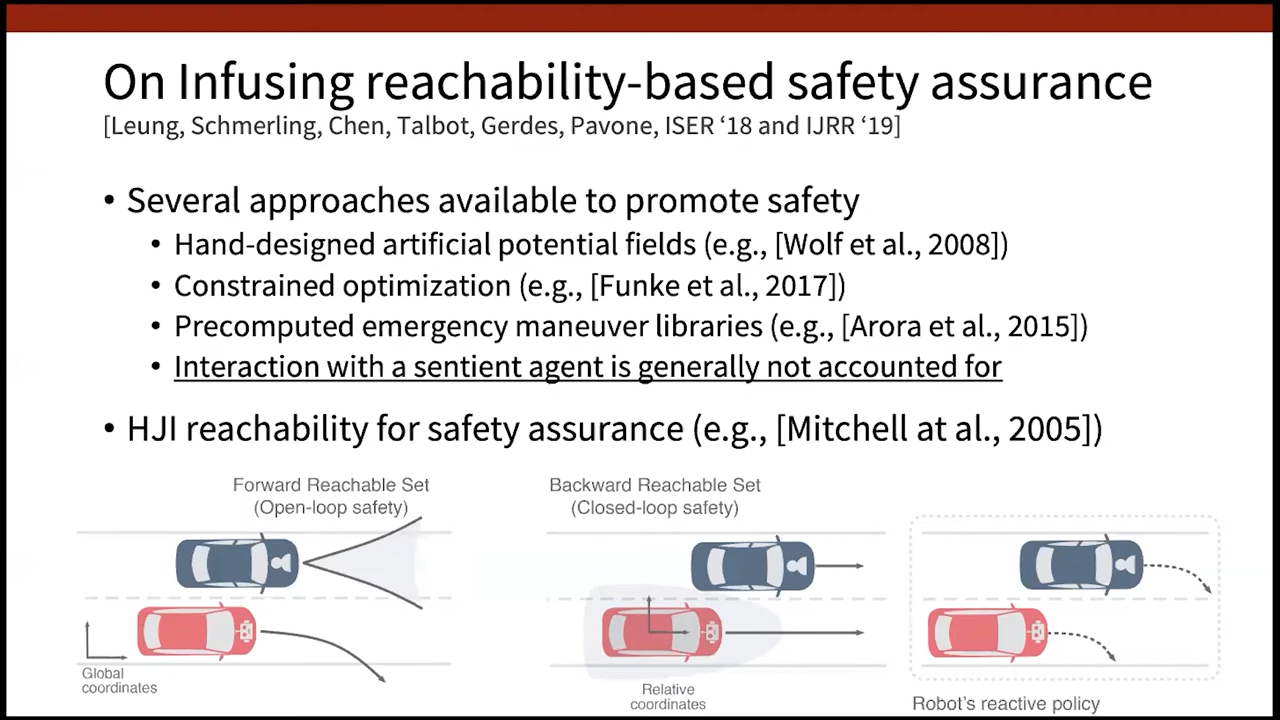 On Infusing reachability-based safety assurance
[Leung, Schmerling, Chen, Talbot, Gerdes, Pavone, ISER ‘18 and IJRR ‘19]
• Several approaches available to promote safety
• Hand-designed artificial potential fields (e.g., [Wolf et al., 2008])
• Constrained optimization (e.g., [Funke et al., 2017])
• Precomputed emergency maneuver libraries (e.g., [Arora et al., 2015])
• Interaction with a sentient agent is generally not accounted for
• HJI reachability for safety assurance (e.g., [Mitchell at al., 2005])
Forward Reachable Set
(Open-loop safety)
Global
coordinates
Backward Reachable Set
(Closed-loop safety)
Relative
coordinates
Robot's reactive policy